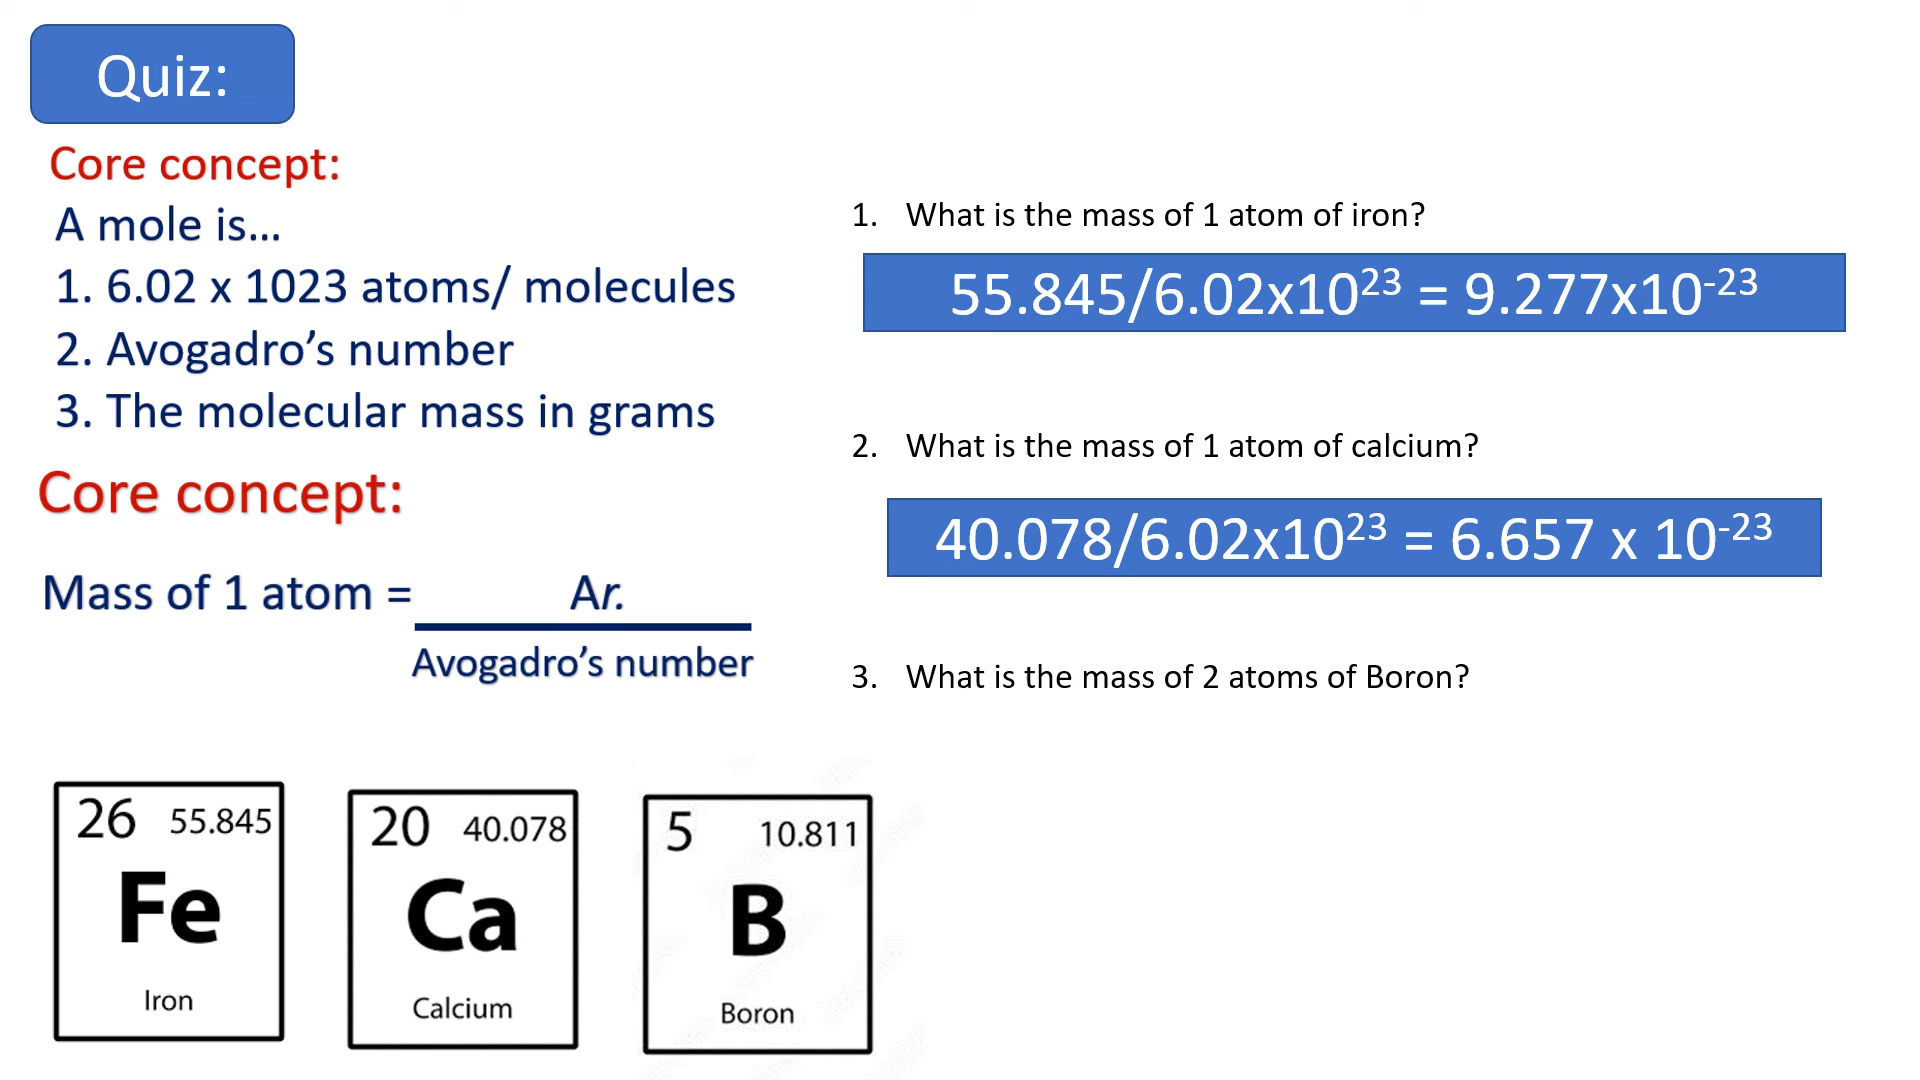 Quiz:
Core concept:
A mole is...
1. 6.02 x 1023 atoms/ molecules
2. Avogadro’s number
3. The molecular mass in grams
Core concept:
Mass of 1 atom = Ar.
Avogadro’s number
26 55.845
Fe
Iron
20 40.078
Ca
Calcium
5 10.811
B
Boron
1. What is the mass of 1 atom of iron?
55.845/6.02x10²³ = 9.277x10⁻²³
2. What is the mass of 1 atom of calcium?
40.078/6.02x10²³ = 6.657 x 10⁻²³
3. What is the mass of 2 atoms of Boron?